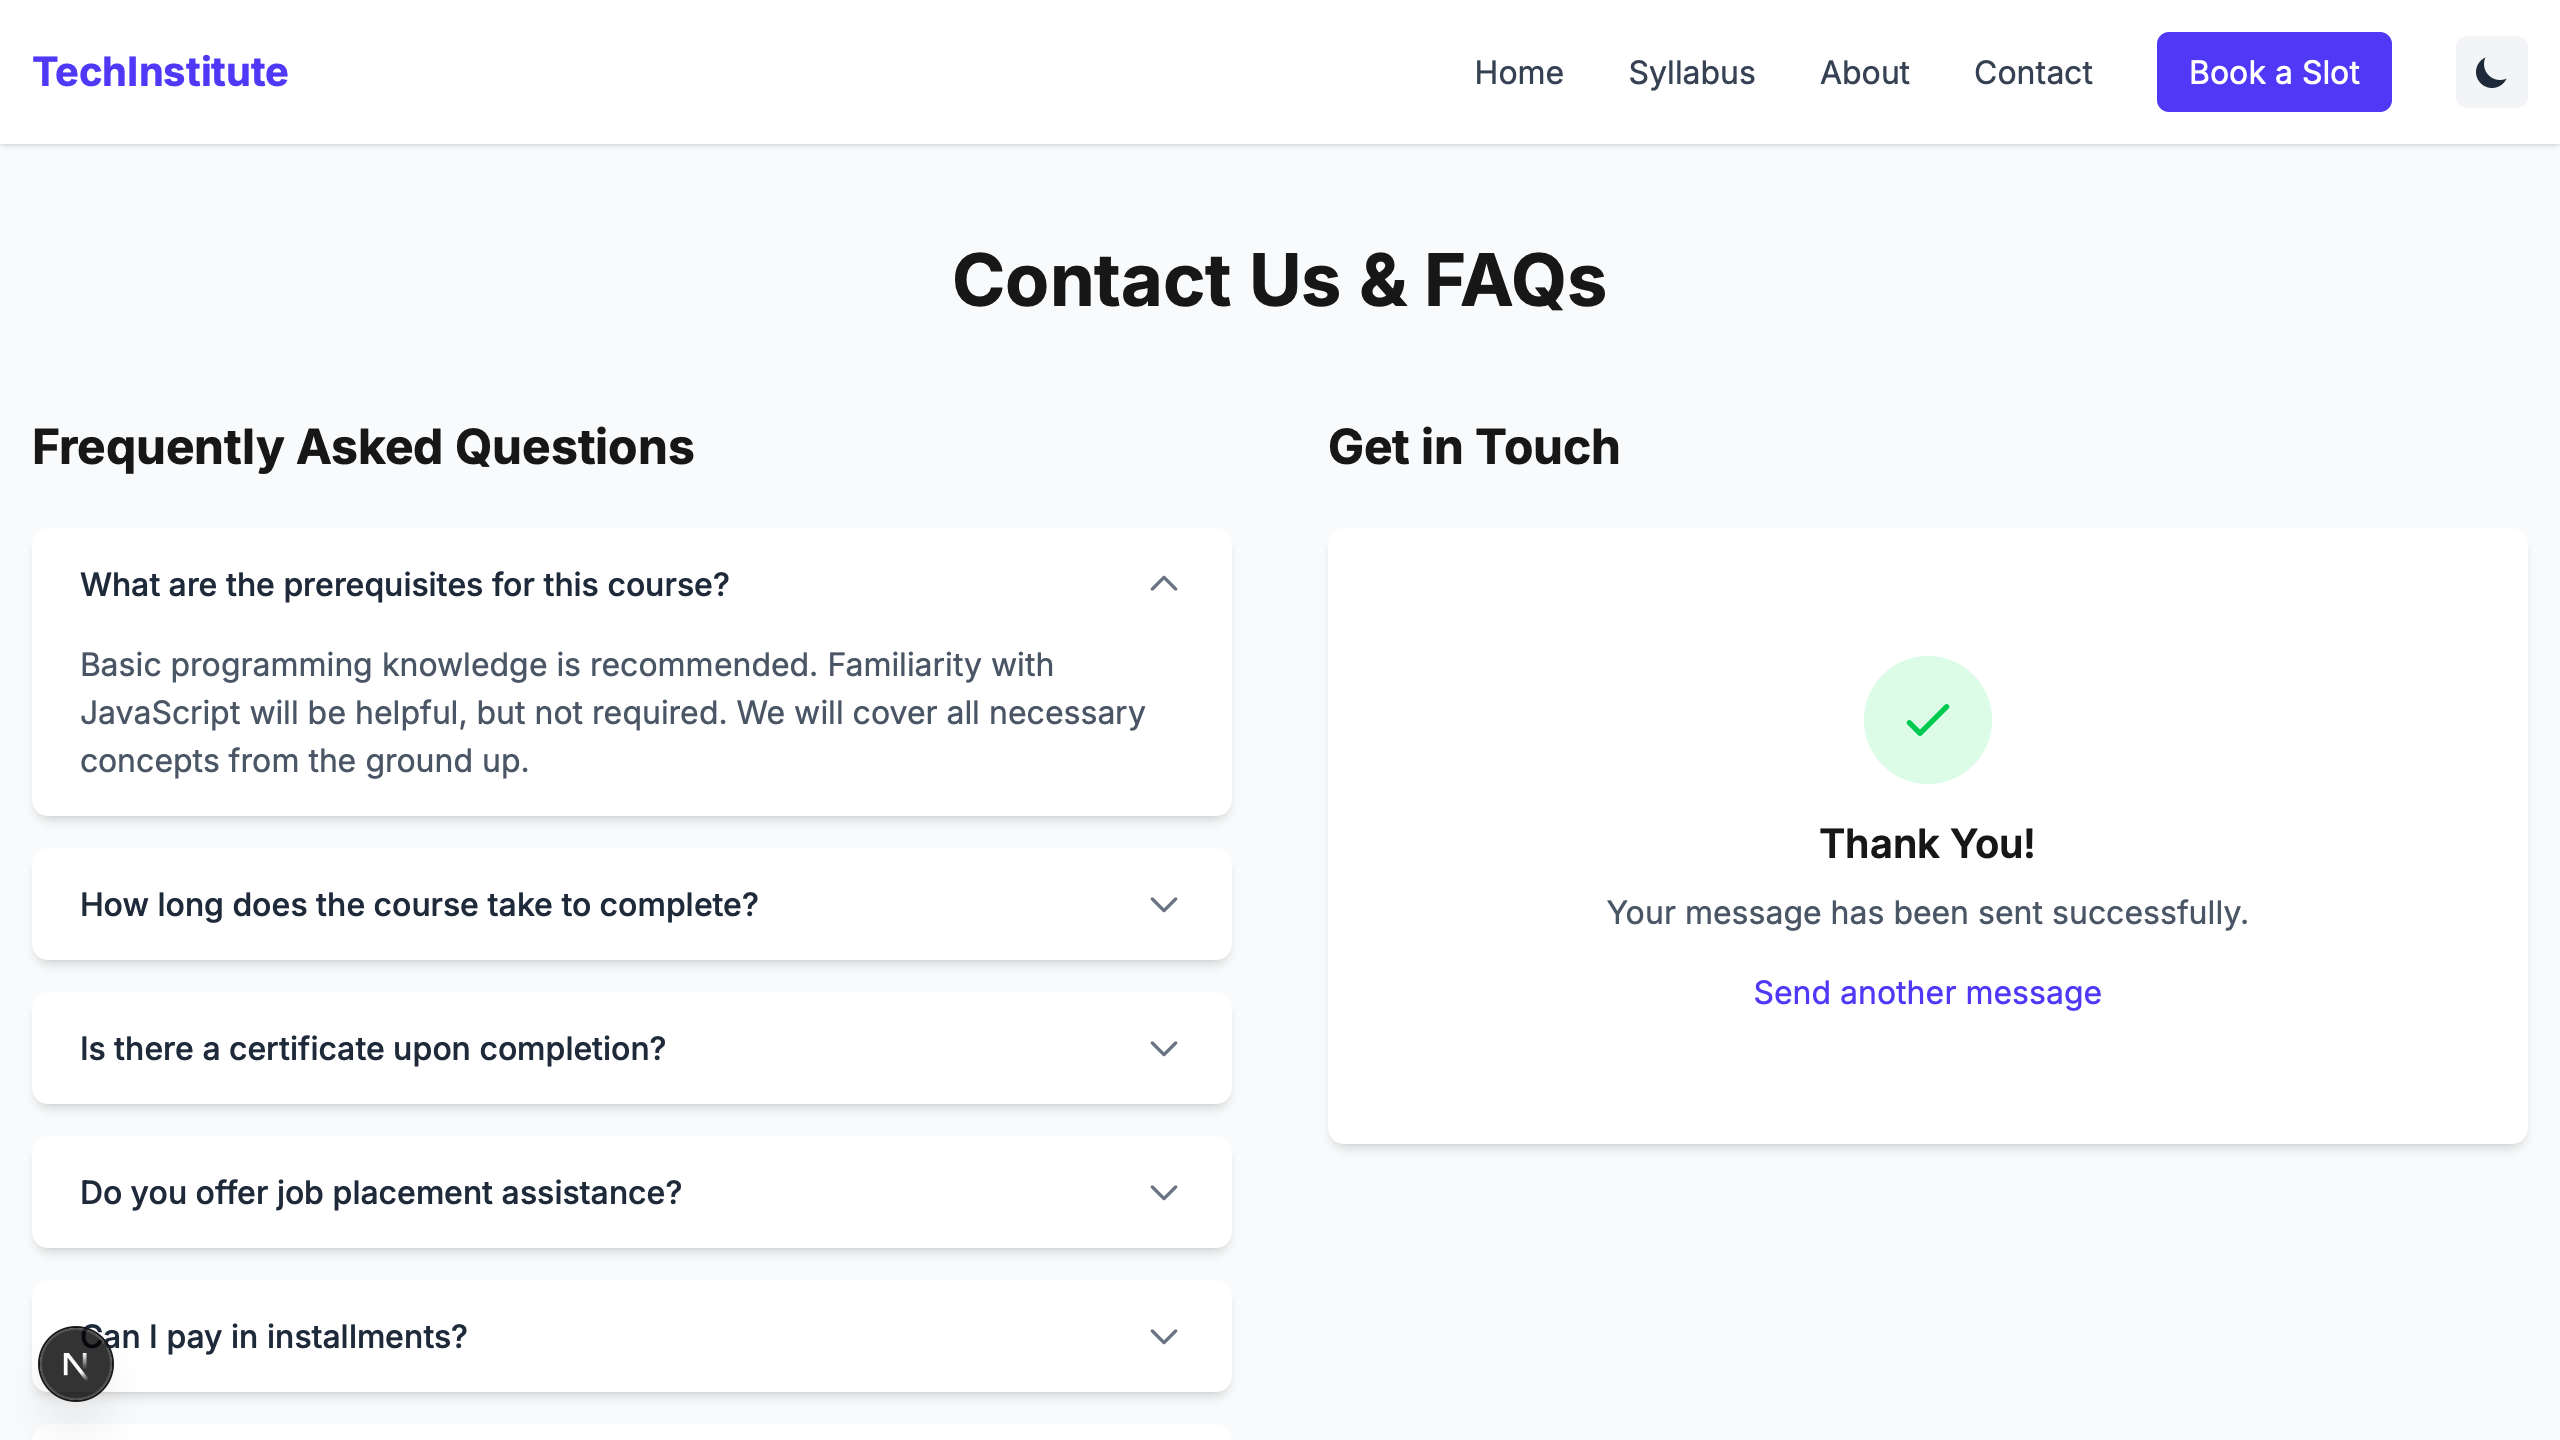 TechInstitute
Home
Syllabus
About
Contact
Book a Slot
Contact Us & FAQs
Frequently Asked Questions
What are the prerequisites for this course?
Basic programming knowledge is recommended. Familiarity with
JavaScript will be helpful, but not required. We will cover all necessary
concepts from the ground up.
How long does the course take to complete?
Is there a certificate upon completion?
Do you offer job placement assistance?
Can I pay in installments?
N
Get in Touch
Thank You!
Your message has been sent successfully.
Send another message